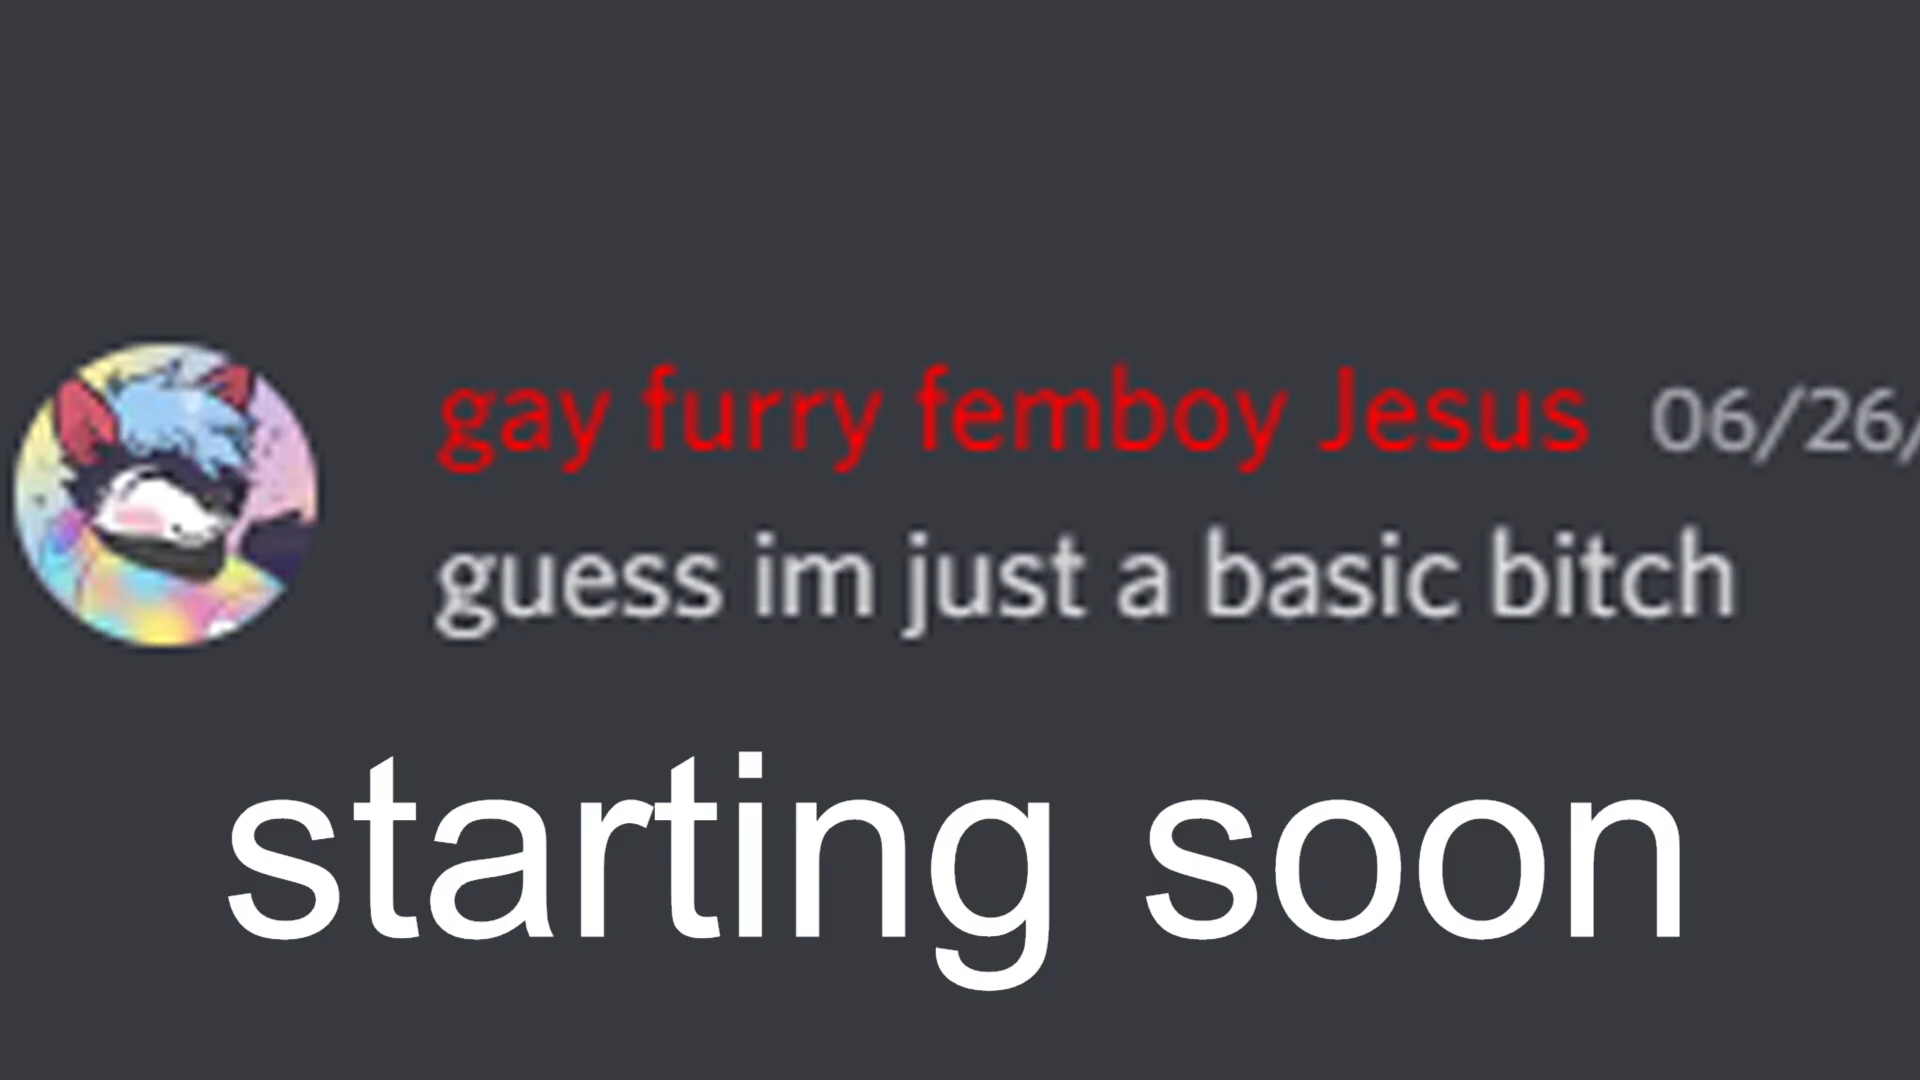 gay furry femboy Jesus 06/26/
guess im just a basic bitch
starting soon